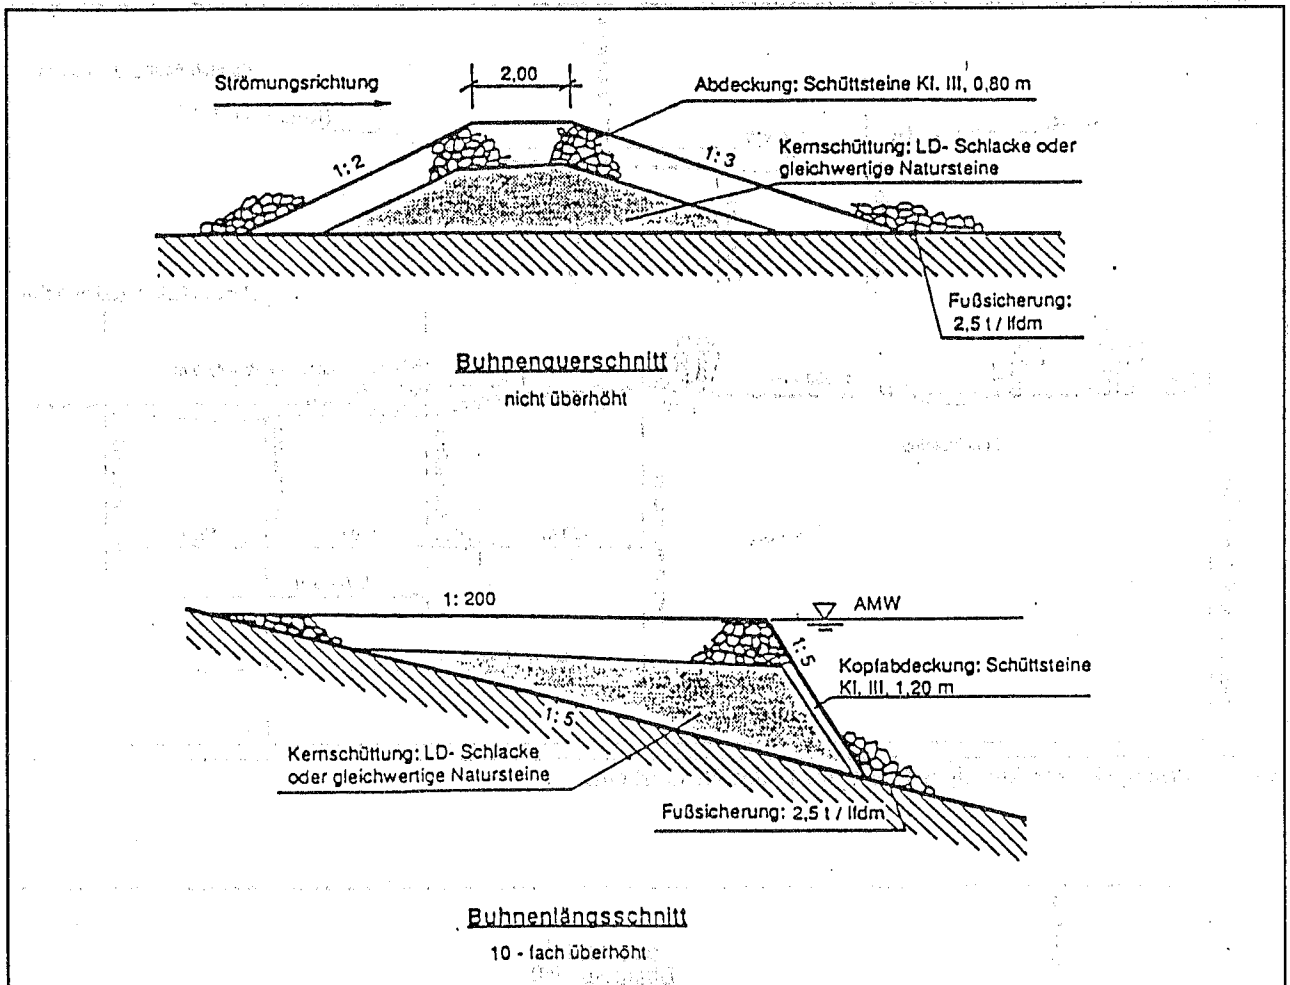 Strömungsrichtung
2,00
Abdeckung: Schüttsteine Kl. III, 0,80 m
1:2
1:3
Kernschüttung: LD- Schlacke oder
gleichwertige Natursteine
Fußsicherung:
2,5 t / lfdm
Buhnenquerschnitt
nicht überhöht
1:200
AMW
1:5
Kopfabdeckung: Schüttsteine
Kl. III, 1,20 m
1:5
Kernschüttung: LD- Schlacke
oder gleichwertige Natursteine
Fußsicherung: 2,5 t / lfdm
Buhnenlängsschnitt
10 - fach überhöht